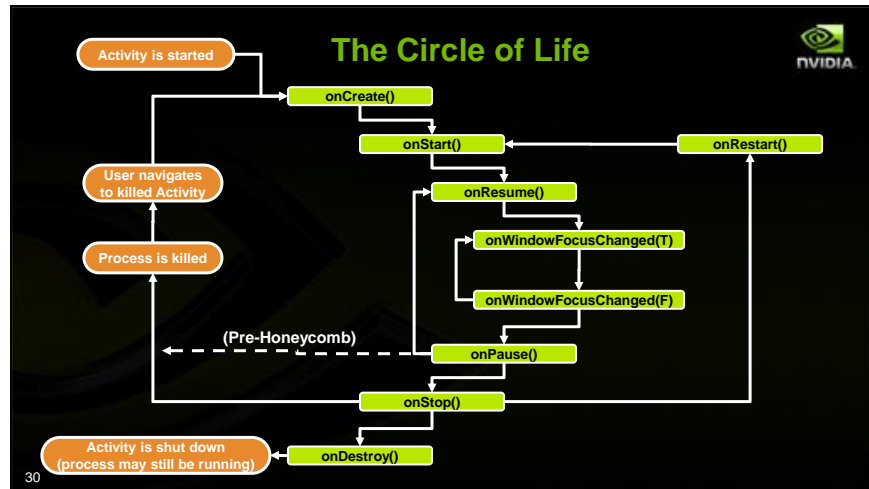 The Circle of Life
NVIDIA.
Activity is started
onCreate()
onStart()
onRestart()
User navigates
to killed Activity
onResume()
onWindowFocusChanged(T)
Process is killed
onWindowFocusChanged(F)
(Pre-Honeycomb)
onPause()
onStop()
Activity is shut down
(process may still be running)
onDestroy()
30